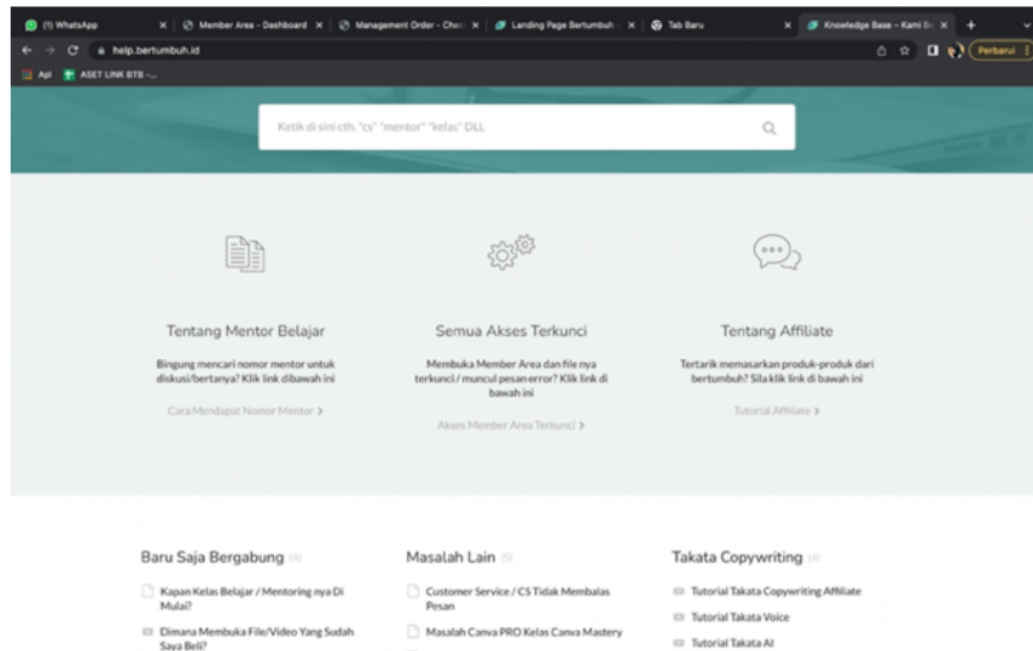 (1) WhatsApp
Member Area - Dashboard
Management Order - Chec
Landing Page Bertumbuh -
Tab Baru
Knowledge Base – Kami B
help.bertumbuh.id
Perbarui
Apl
ASET LINK BTB -...
Ketik di sini cth. "cs" "mentor" "kelas" DLL
Tentang Mentor Belajar
Bingung mencari nomor mentor untuk
diskusi/bertanya? Klik link dibawah ini
Cara Mendapat Nomor Mentor >
Semua Akses Terkunci
Membuka Member Area dan file nya
terkunci / muncul pesan error? Klik link di
bawah ini
Akses Member Area Terkunci >
Tentang Affiliate
Tertarik memasarkan produk-produk dari
bertumbuh? Sila klik link di bawah ini
Tutorial Affiliate >
Baru Saja Bergabung (4)
Kapan Kelas Belajar / Mentoring nya Di
Mulai?
Dimana Membuka File/Video Yang Sudah
Saya Beli?
Masalah Lain (5)
Customer Service / CS Tidak Membalas
Pesan
Masalah Canva PRO Kelas Canva Mastery
Takata Copywriting (4)
Tutorial Takata Copywriting Affiliate
Tutorial Takata Voice
Tutorial Takata AI